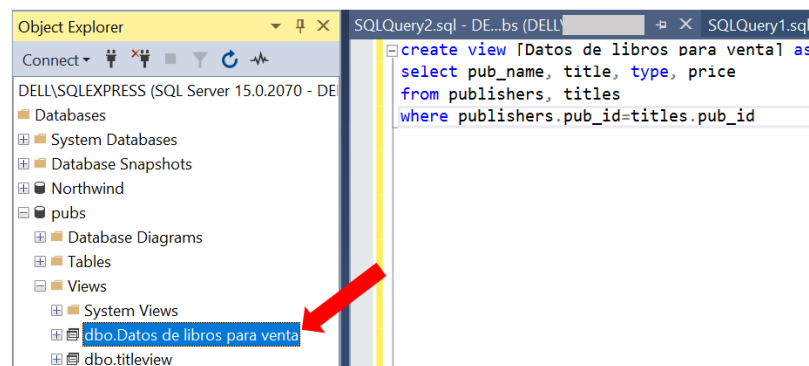 Object Explorer
Connect
DELL\SQLEXPRESS (SQL Server 15.0.2070 - DE
Databases
System Databases
Database Snapshots
Northwind
pubs
Database Diagrams
Tables
Views
System Views
dbo.Datos de libros para venta
dbo.titleview
SQLQuery2.sql - DE...bs (DELL\
SQLQuery1.sql
create view [Datos de libros para venta] as
select pub_name, title, type, price
from publishers, titles
where publishers.pub_id=titles.pub_id